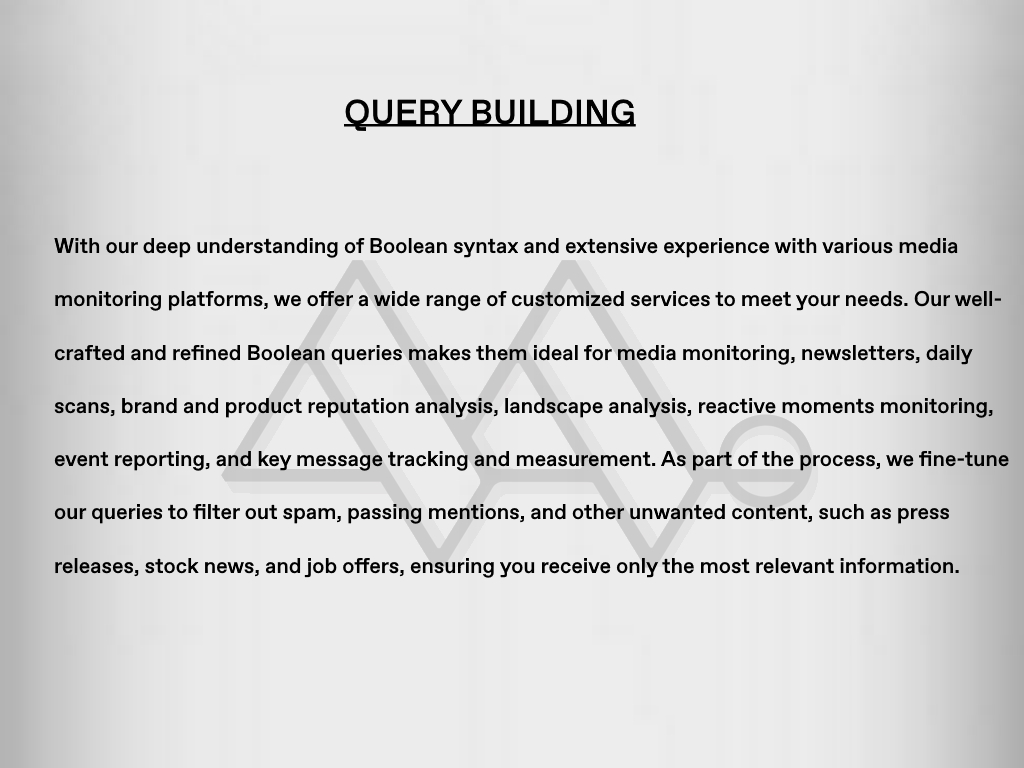 QUERY BUILDING
With our deep understanding of Boolean syntax and extensive experience with various media
monitoring platforms, we offer a wide range of customized services to meet your needs. Our well-
crafted and refined Boolean queries makes them ideal for media monitoring, newsletters, daily
scans, brand and product reputation analysis, landscape analysis, reactive moments monitoring,
event reporting, and key message tracking and measurement. As part of the process, we fine-tune
our queries to filter out spam, passing mentions, and other unwanted content, such as press
releases, stock news, and job offers, ensuring you receive only the most relevant information.